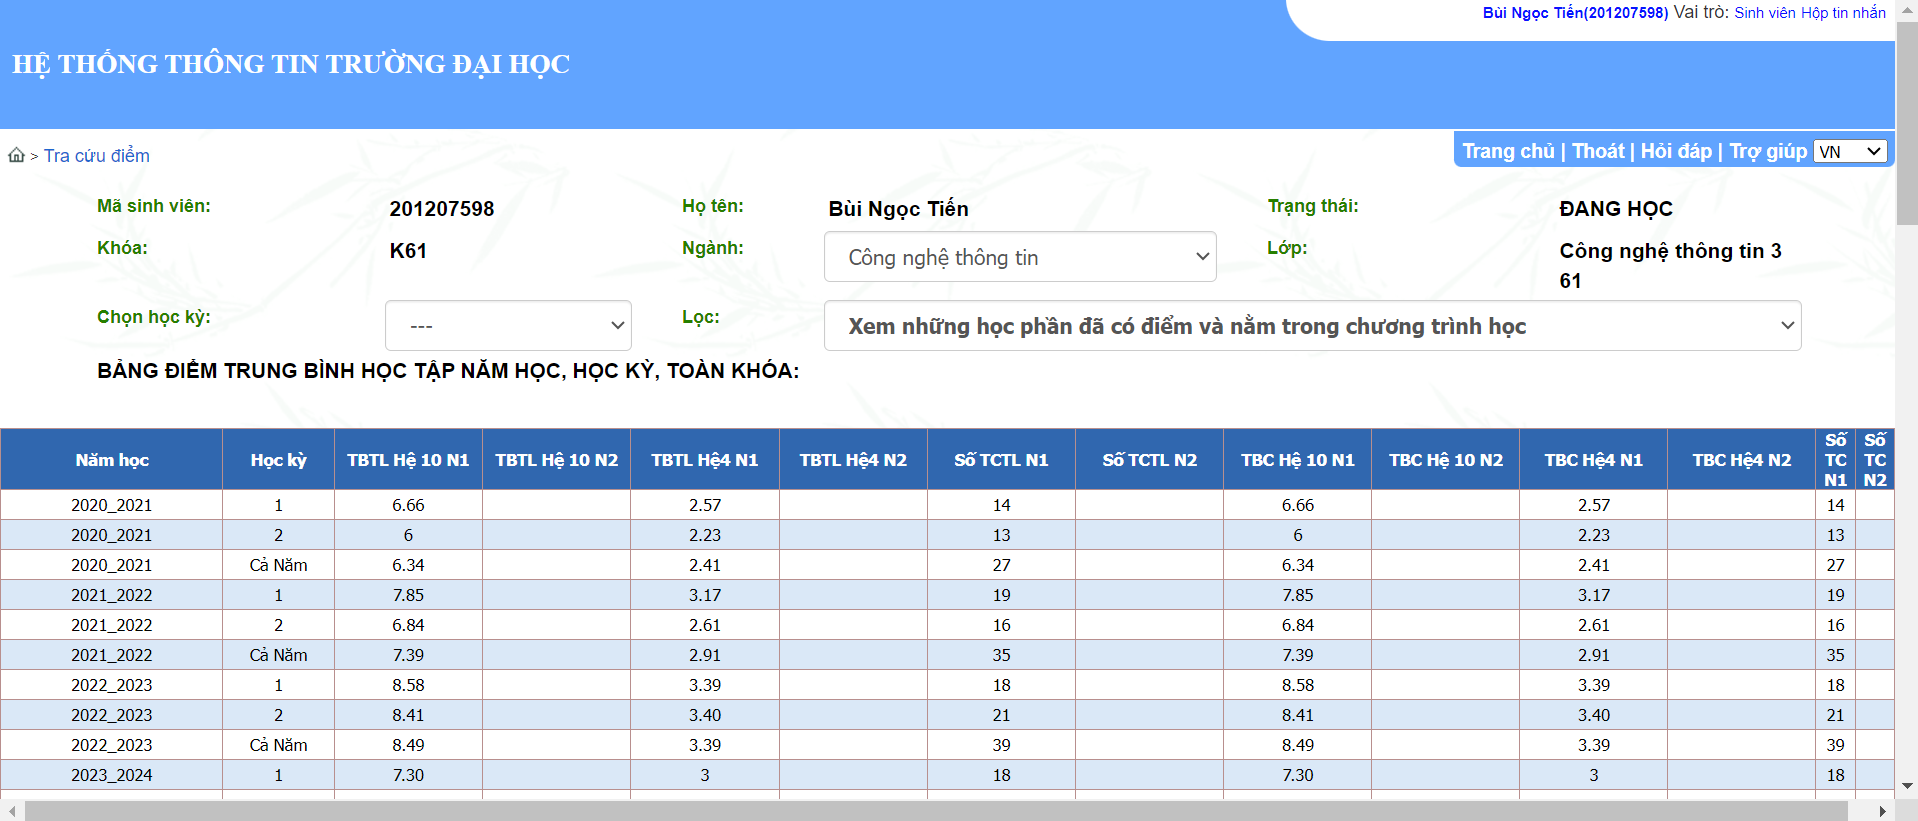 Bùi Ngọc Tiến(201207598) Vai trò: Sinh viên Hộp tin nhắn
HỆ THỐNG THÔNG TIN TRƯỜNG ĐẠI HỌC
> Tra cứu điểm
Trang chủ | Thoát | Hỏi đáp | Trợ giúp VN
Mã sinh viên: 201207598 Họ tên: Bùi Ngọc Tiến Trạng thái: ĐANG HỌC
Khóa: K61 Ngành: Công nghệ thông tin Lớp: Công nghệ thông tin 3
61
Chọn học kỳ: --- Lọc: Xem những học phần đã có điểm và nằm trong chương trình học
BẢNG ĐIỂM TRUNG BÌNH HỌC TẬP NĂM HỌC, HỌC KỲ, TOÀN KHÓA:
Năm học Học kỳ TBTL Hệ 10 N1 TBTL Hệ 10 N2 TBTL Hệ4 N1 TBTL Hệ4 N2 Số TCTL N1 Số TCTL N2 TBC Hệ 10 N1 TBC Hệ 10 N2 TBC Hệ4 N1 TBC Hệ4 N2 Số TC N1 Số TC N2
2020_2021 1 6.66 2.57 14 6.66 2.57 14
2020_2021 2 6 2.23 13 6 2.23 13
2020_2021 Cả Năm 6.34 2.41 27 6.34 2.41 27
2021_2022 1 7.85 3.17 19 7.85 3.17 19
2021_2022 2 6.84 2.61 16 6.84 2.61 16
2021_2022 Cả Năm 7.39 2.91 35 7.39 2.91 35
2022_2023 1 8.58 3.39 18 8.58 3.39 18
2022_2023 2 8.41 3.40 21 8.41 3.40 21
2022_2023 Cả Năm 8.49 3.39 39 8.49 3.39 39
2023_2024 1 7.30 3 18 7.30 3 18